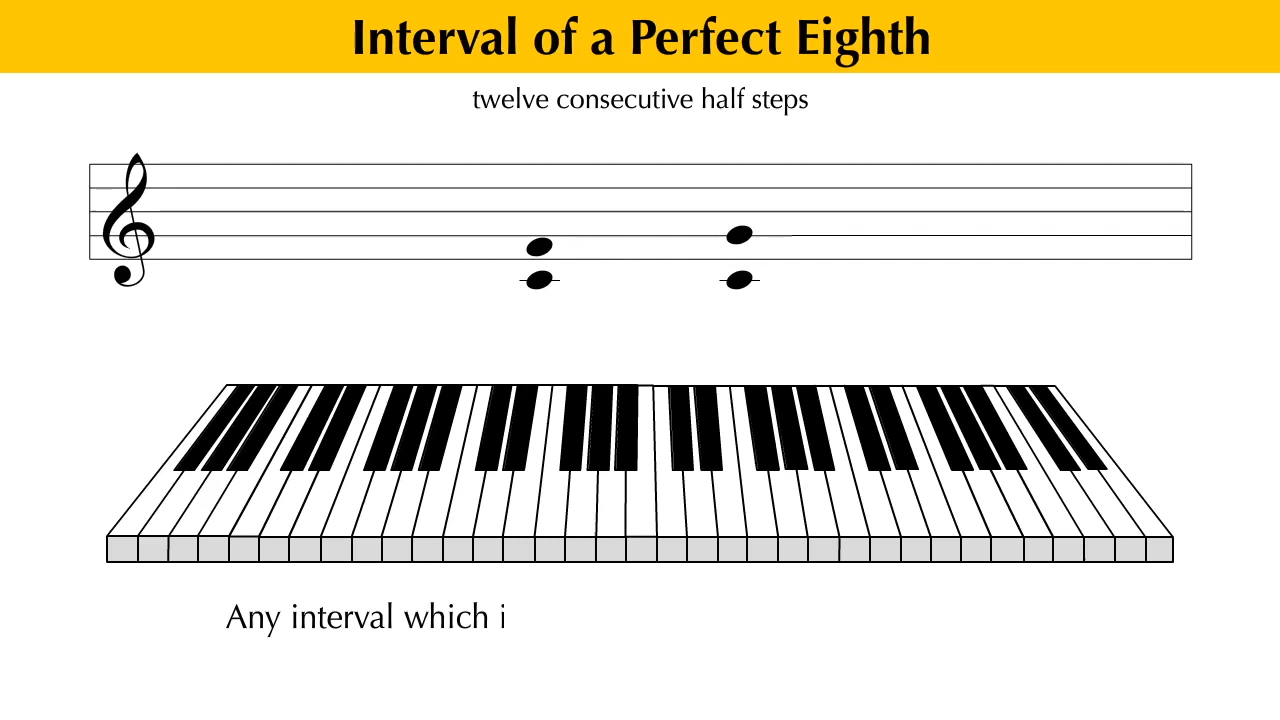 Interval of a Perfect Eighth
twelve consecutive half steps
Any interval which i